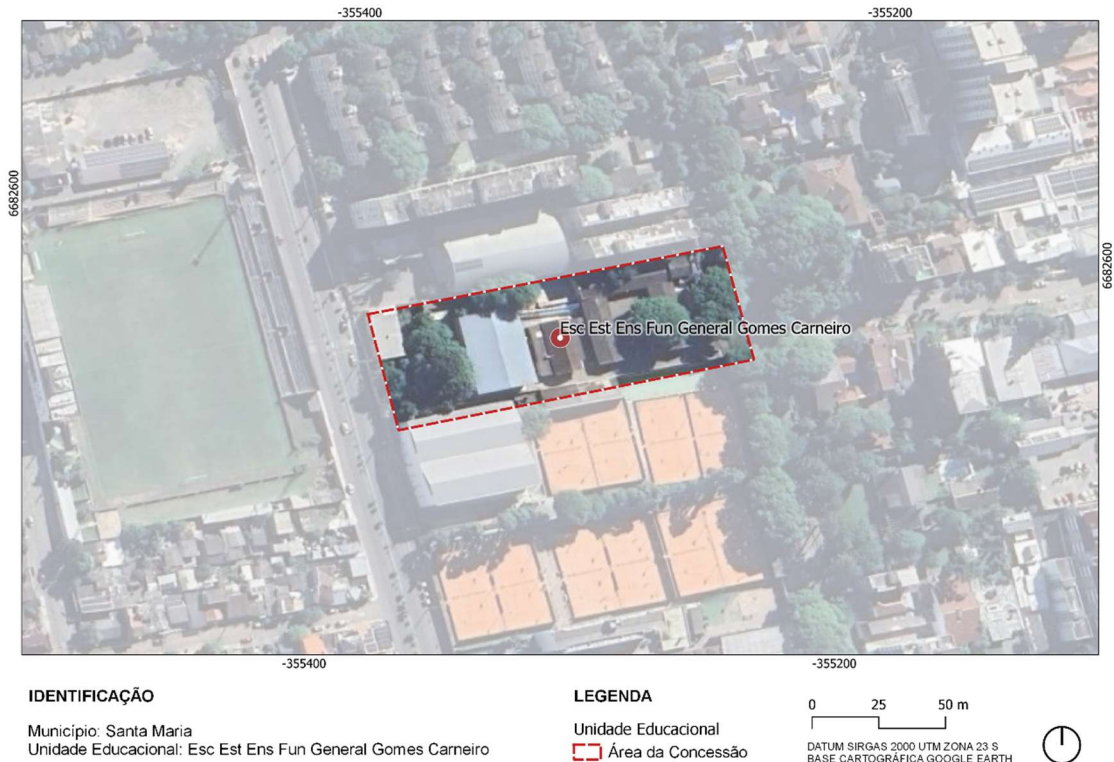 -355400
-355200
6682600
6682600
Esc Est Ens Fun General Gomes Carneiro
-355400
-355200
IDENTIFICAÇÃO
Município: Santa Maria
Unidade Educacional: Esc Est Ens Fun General Gomes Carneiro
LEGENDA
Unidade Educacional
Área da Concessão
0 25 50 m
DATUM SIRGAS 2000 UTM ZONA 23 S
BASE CARTOGRÁFICA GOOGLE EARTH